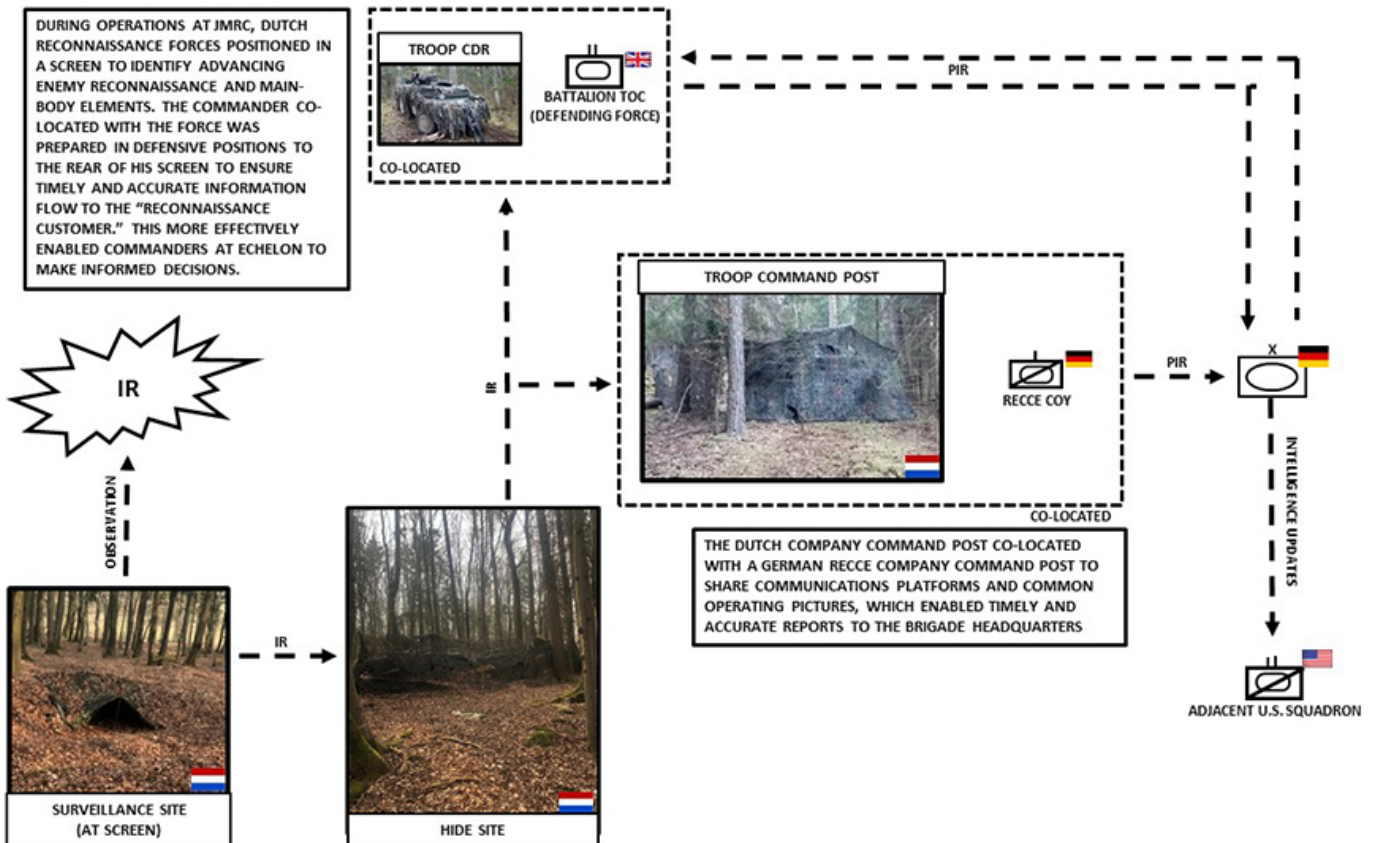 DURING OPERATIONS AT JMRC, DUTCH
RECONNAISSANCE FORCES POSITIONED IN
A SCREEN TO IDENTIFY ADVANCING
ENEMY RECONNAISSANCE AND MAIN-
BODY ELEMENTS. THE COMMANDER CO-
LOCATED WITH THE FORCE WAS
PREPARED IN DEFENSIVE POSITIONS TO
THE REAR OF HIS SCREEN TO ENSURE
TIMELY AND ACCURATE INFORMATION
FLOW TO THE “RECONNAISSANCE
CUSTOMER.” THIS MORE EFFECTIVELY
ENABLED COMMANDERS AT ECHELON TO
MAKE INFORMED DECISIONS.
TROOP CDR
II
BATTALION TOC
(DEFENDING FORCE)
CO-LOCATED
PIR
TROOP COMMAND POST
I
RECCE COY
CO-LOCATED
PIR
X
IR
IR
OBSERVATION
IR
SURVEILLANCE SITE
(AT SCREEN)
HIDE SITE
THE DUTCH COMPANY COMMAND POST CO-LOCATED
WITH A GERMAN RECCE COMPANY COMMAND POST TO
SHARE COMMUNICATIONS PLATFORMS AND COMMON
OPERATING PICTURES, WHICH ENABLED TIMELY AND
ACCURATE REPORTS TO THE BRIGADE HEADQUARTERS
INTELLIGENCE UPDATES
II
ADJACENT U.S. SQUADRON